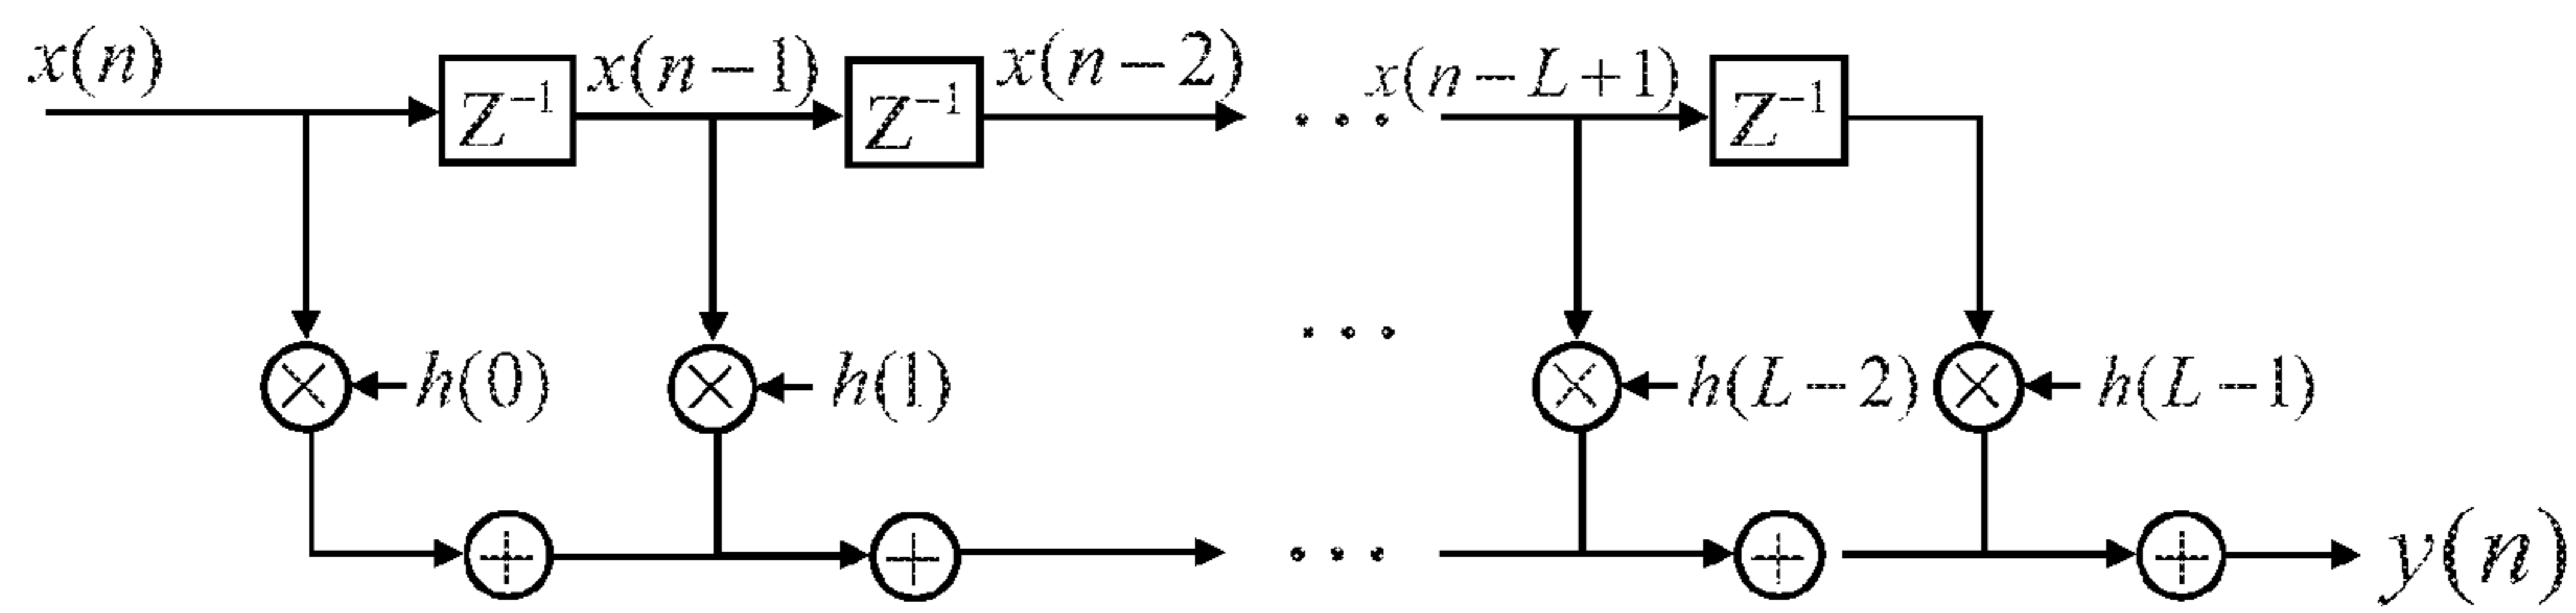 x(n) Z⁻¹ x(n−1) Z⁻¹ x(n−2) ... x(n−L+1) Z⁻¹
... 
h(0) h(1) h(L−2) h(L−1)
... y(n)